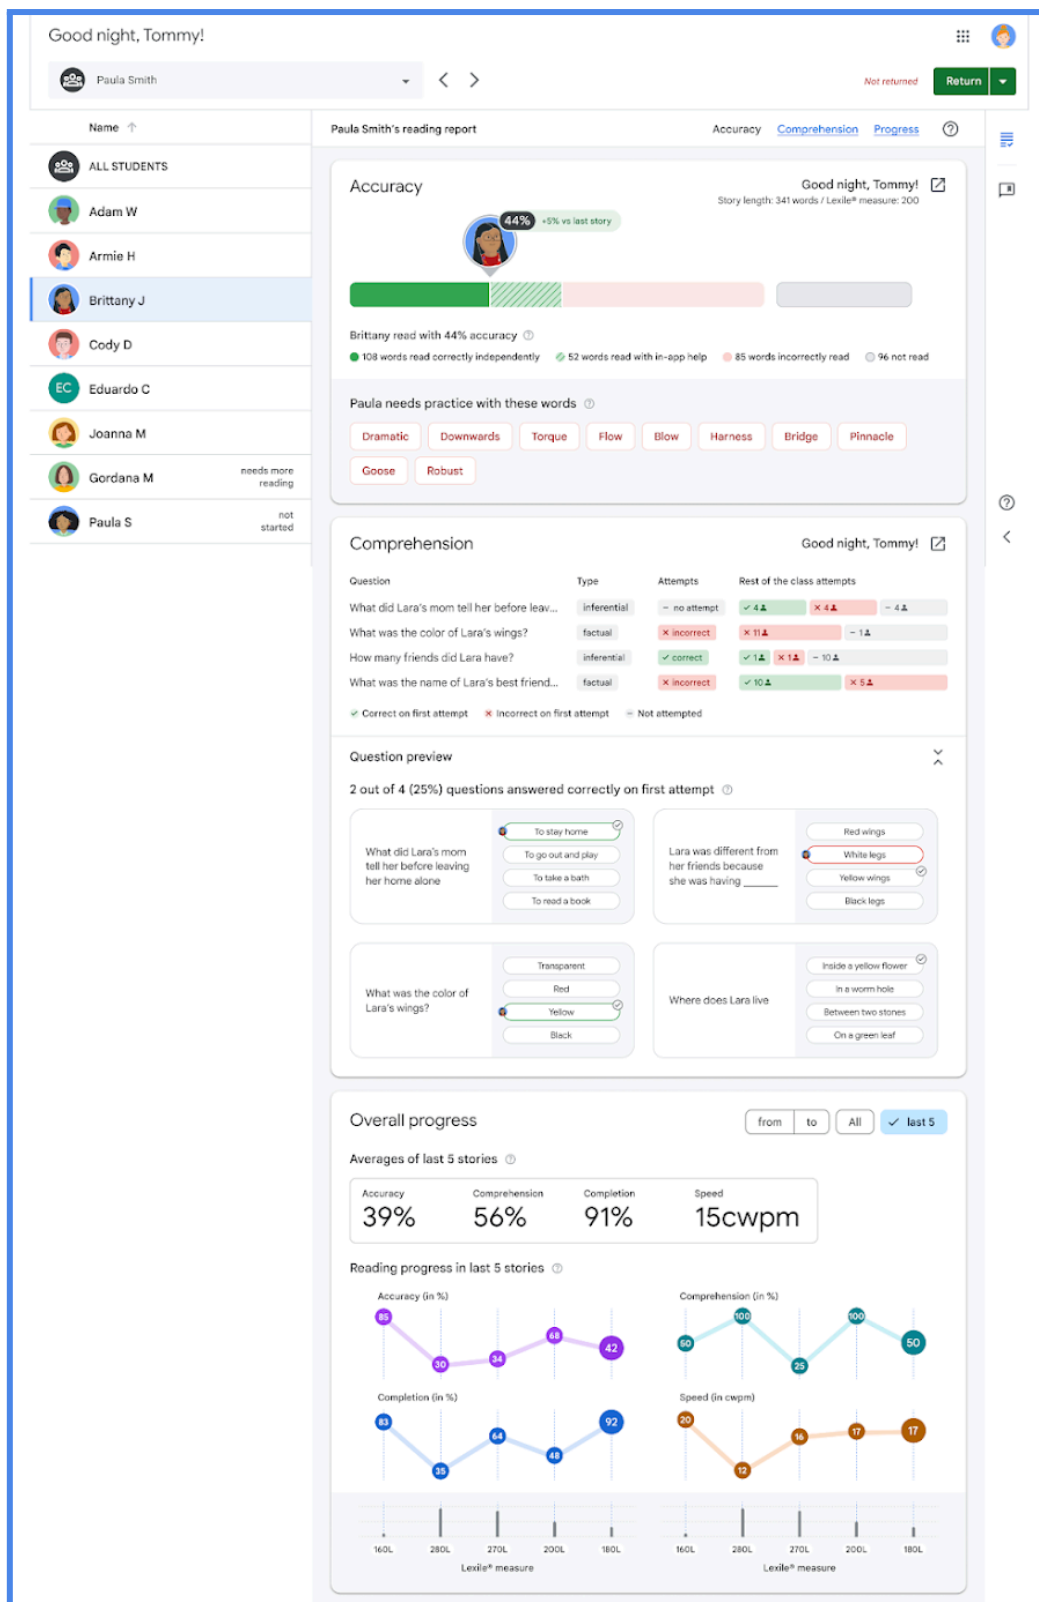 Good night, Tommy!
Paula Smith
Not returned
Return
Name
Paula Smith's reading report
Accuracy
Comprehension
Progress
ALL STUDENTS
Adam W
Armie H
Brittany J
Cody D
EC
Eduardo C
Joanna M
Gordana M
needs more
reading
Paula S
not
started
Accuracy
Good night, Tommy!
Story length: 341 words / Lexile® measure: 200
44%
+5% vs last story
Brittany read with 44% accuracy
108 words read correctly independently
52 words read with in-app help
85 words incorrectly read
96 not read
Paula needs practice with these words
Dramatic
Downwards
Torque
Flow
Blow
Harness
Bridge
Pinnacle
Goose
Robust
Comprehension
Good night, Tommy!
Question Type Attempts Rest of the class attempts
What did Lara's mom tell her before leav... inferential – no attempt ✓ 4 × 4 – 4
What was the color of Lara's wings? factual × incorrect × 11 – 1
How many friends did Lara have? inferential ✓ correct ✓ 1 × 1 – 10
What was the name of Lara's best friend... factual × incorrect ✓ 10 × 5
Correct on first attempt
Incorrect on first attempt
Not attempted
Question preview
2 out of 4 (25%) questions answered correctly on first attempt
What did Lara's mom
tell her before leaving
her home alone
To stay home
To go out and play
To take a bath
To read a book
Lara was different from
her friends because
she was having ______
Red wings
White legs
Yellow wings
Black legs
What was the color of
Lara's wings?
Transparent
Red
Yellow
Black
Where does Lara live
Inside a yellow flower
In a worm hole
Between two stones
On a green leaf
Overall progress
from
to
All
last 5
Averages of last 5 stories
Accuracy
39%
Comprehension
56%
Completion
91%
Speed
15cwpm
Reading progress in last 5 stories
Accuracy (in %)
85 30 34 68 42
Comprehension (in %)
50 100 25 100 50
Completion (in %)
83 35 64 48 92
Speed (in cwpm)
20 12 16 17 17
160L 280L 270L 200L 180L
Lexile® measure
160L 280L 270L 200L 180L
Lexile® measure